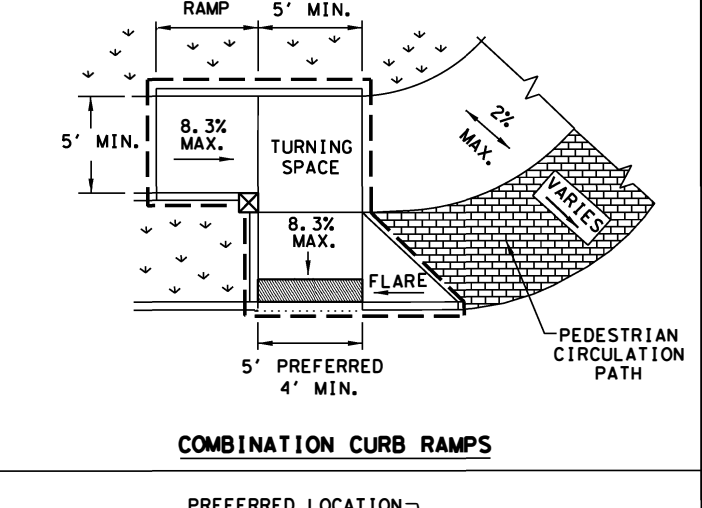 RAMP
5' MIN.
5' MIN.
8.3%
MAX.
TURNING
SPACE
2%
MAX.
VARIES
8.3%
MAX.
FLARE
PEDESTRIAN
CIRCULATION
PATH
5' PREFERRED
4' MIN.
COMBINATION CURB RAMPS
PREFERRED LOCATION